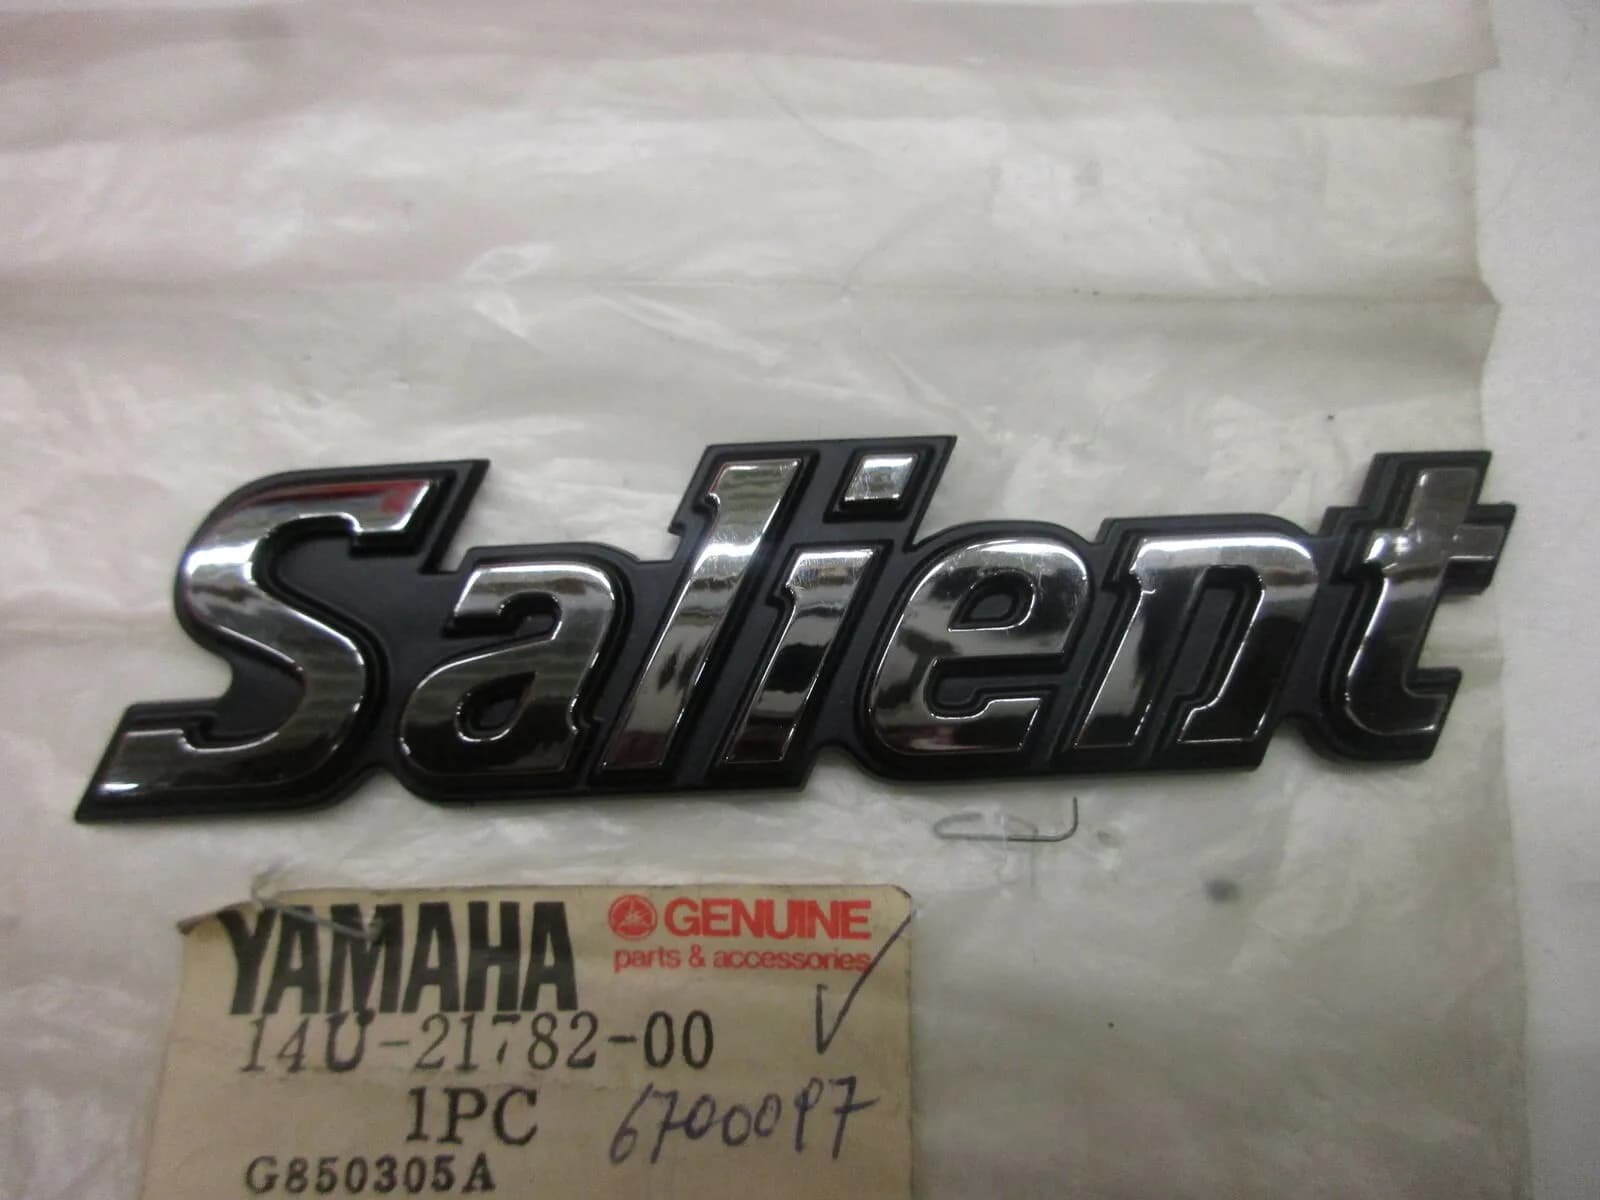 Salient
YAMAHA GENUINE
parts & accessories
14U-21782-00
1PC 6700097
G850305A